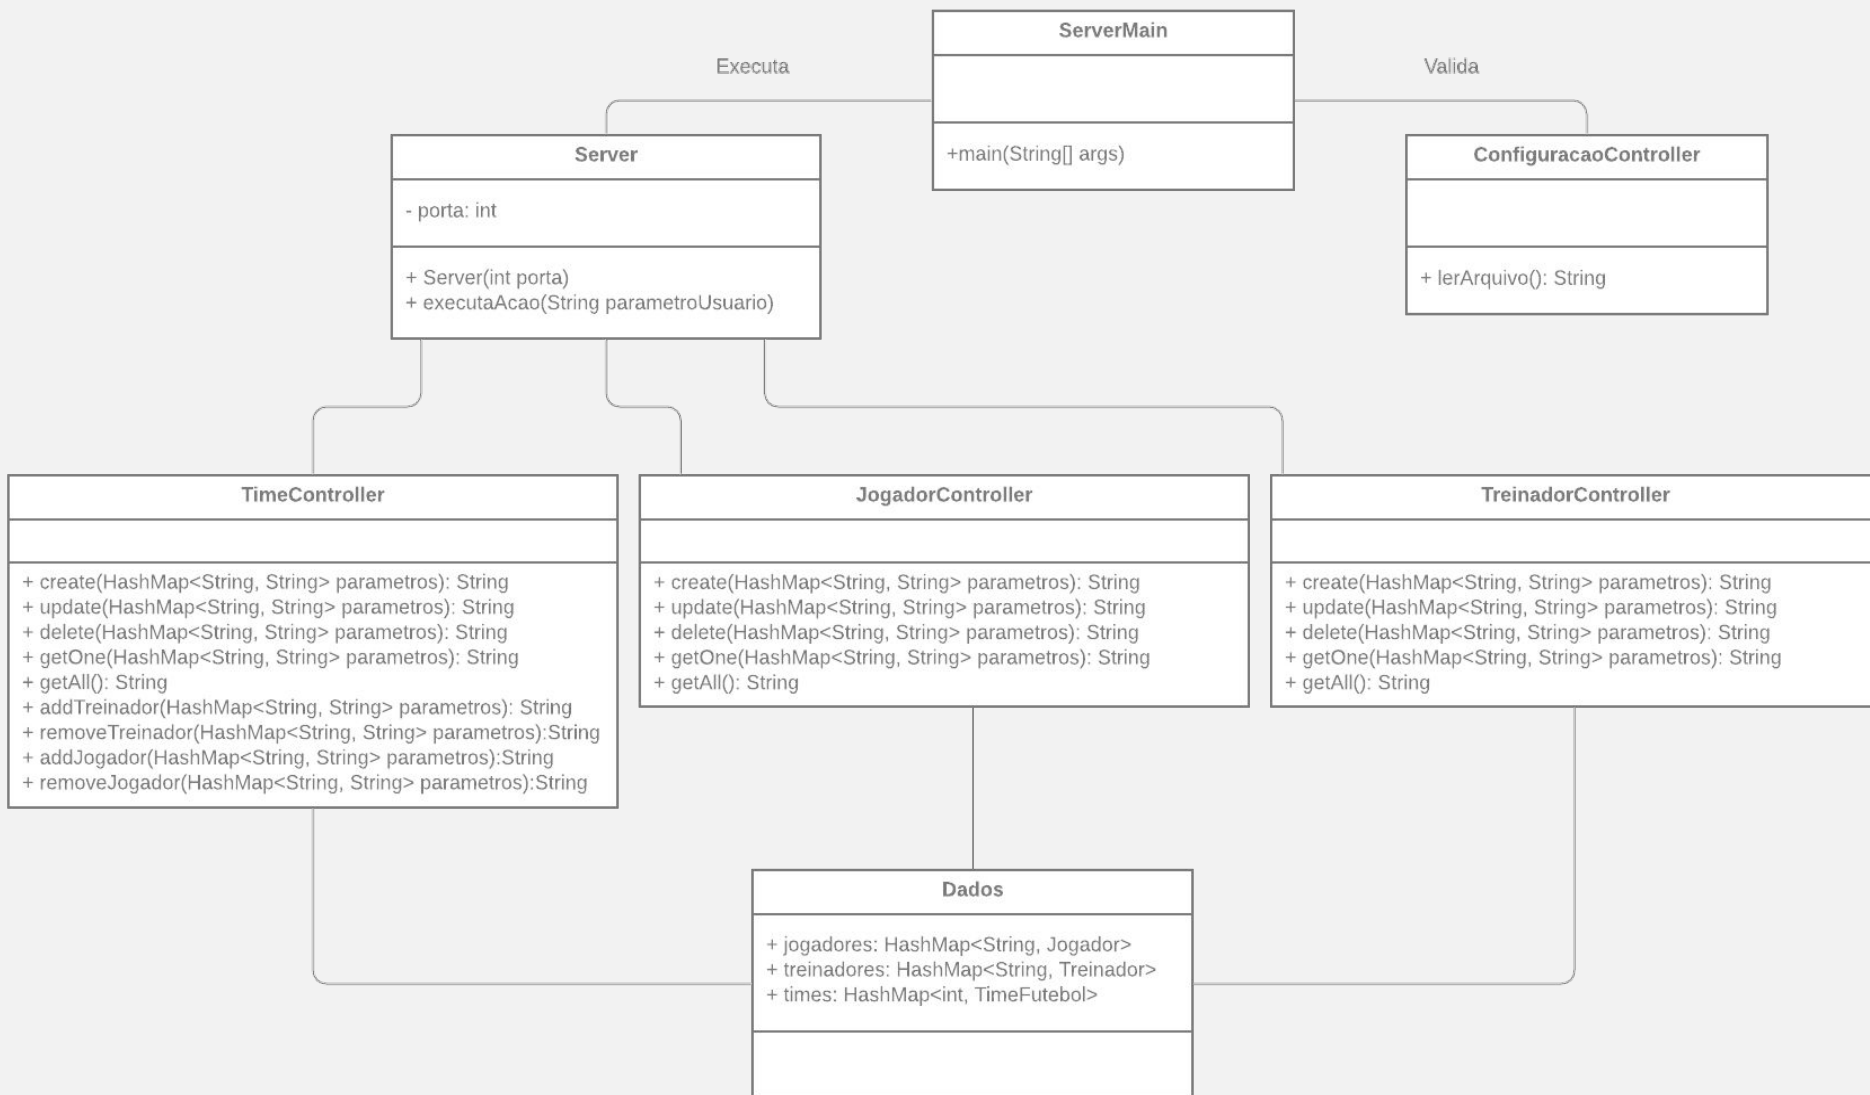 ServerMain
+main(String[] args)
Executa
Valida
Server
- porta: int
+ Server(int porta)
+ executaAcao(String parametroUsuario)
ConfiguracaoController
+ lerArquivo(): String
TimeController
+ create(HashMap<String, String> parametros): String
+ update(HashMap<String, String> parametros): String
+ delete(HashMap<String, String> parametros): String
+ getOne(HashMap<String, String> parametros): String
+ getAll(): String
+ addTreinador(HashMap<String, String> parametros): String
+ removeTreinador(HashMap<String, String> parametros):String
+ addJogador(HashMap<String, String> parametros):String
+ removeJogador(HashMap<String, String> parametros):String
JogadorController
+ create(HashMap<String, String> parametros): String
+ update(HashMap<String, String> parametros): String
+ delete(HashMap<String, String> parametros): String
+ getOne(HashMap<String, String> parametros): String
+ getAll(): String
TreinadorController
+ create(HashMap<String, String> parametros): String
+ update(HashMap<String, String> parametros): String
+ delete(HashMap<String, String> parametros): String
+ getOne(HashMap<String, String> parametros): String
+ getAll(): String
Dados
+ jogadores: HashMap<String, Jogador>
+ treinadores: HashMap<String, Treinador>
+ times: HashMap<int, TimeFutebol>